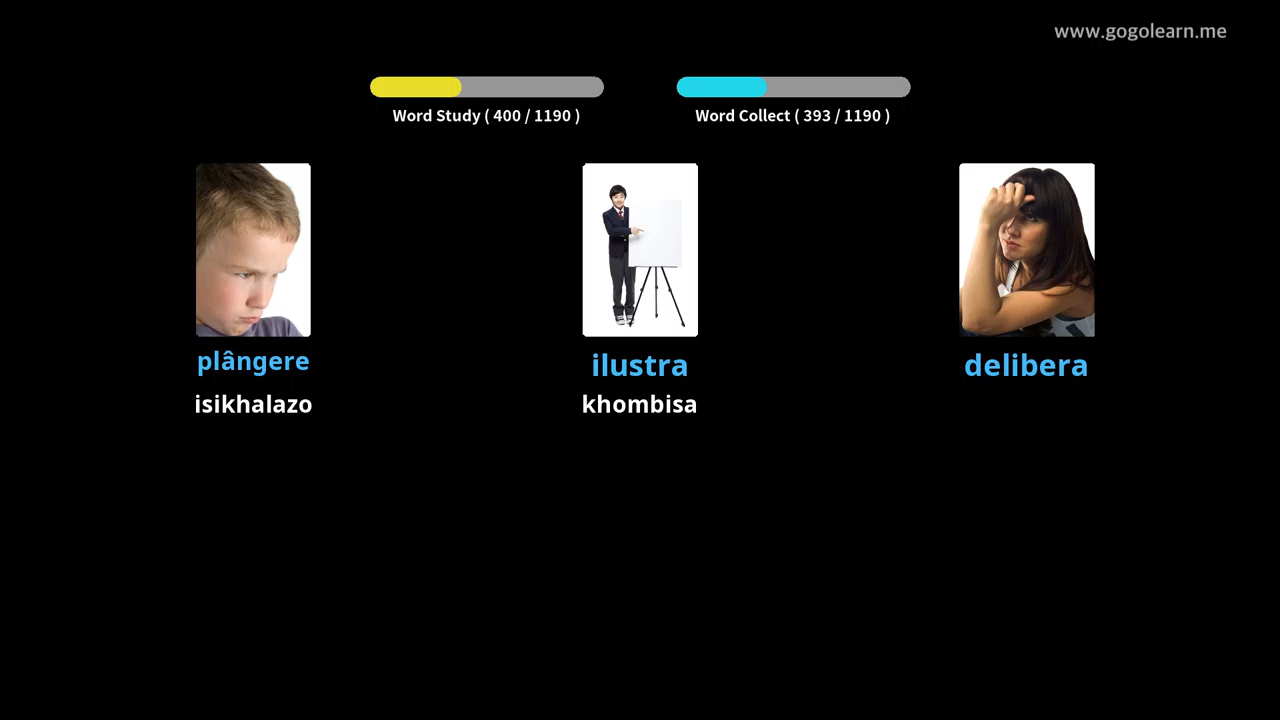 www.gogolearn.me
Word Study ( 400 / 1190 )
Word Collect ( 393 / 1190 )
plângere
isikhalazo
ilustra
khombisa
delibera